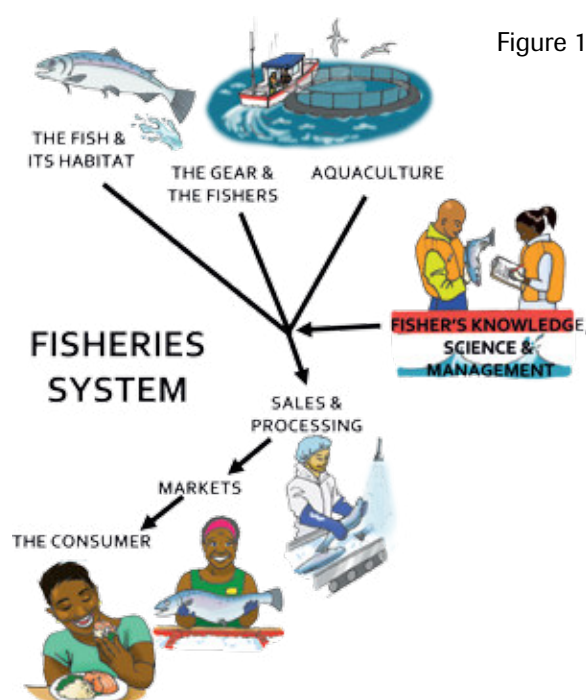 Figure 1
THE FISH &
ITS HABITAT
THE GEAR &
THE FISHERS
AQUACULTURE
FISHER'S KNOWLEDGE,
SCIENCE &
MANAGEMENT
FISHERIES
SYSTEM
SALES &
PROCESSING
MARKETS
THE CONSUMER